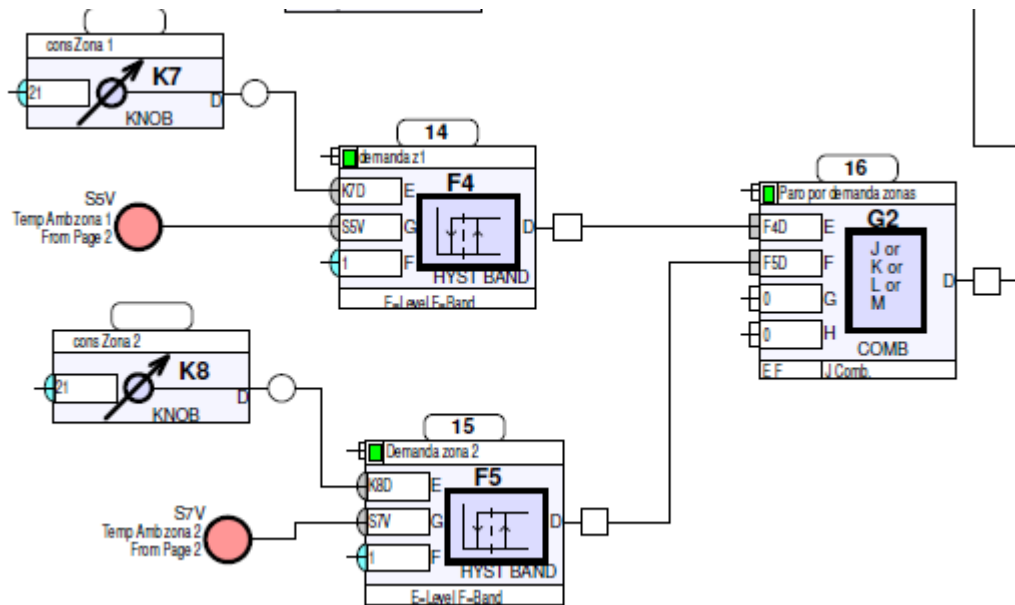 cons Zona 1
K7
21
D
KNOB
14
demanda z1
F4
K7D E
S5V G
1 F
D
HYST BAND
E=Level F=Band
S5V
Temp Amb zona 1
From Page 2
16
Paro por demanda zonas
G2
F4D E
F5D F
0 G
0 H
J or
K or
L or
M
D
COMB
E F J Comb.
cons Zona 2
K8
21
D
KNOB
15
Demanda zona 2
F5
K8D E
S7V G
1 F
D
HYST BAND
E=Level F=Band
S7V
Temp Amb zona 2
From Page 2